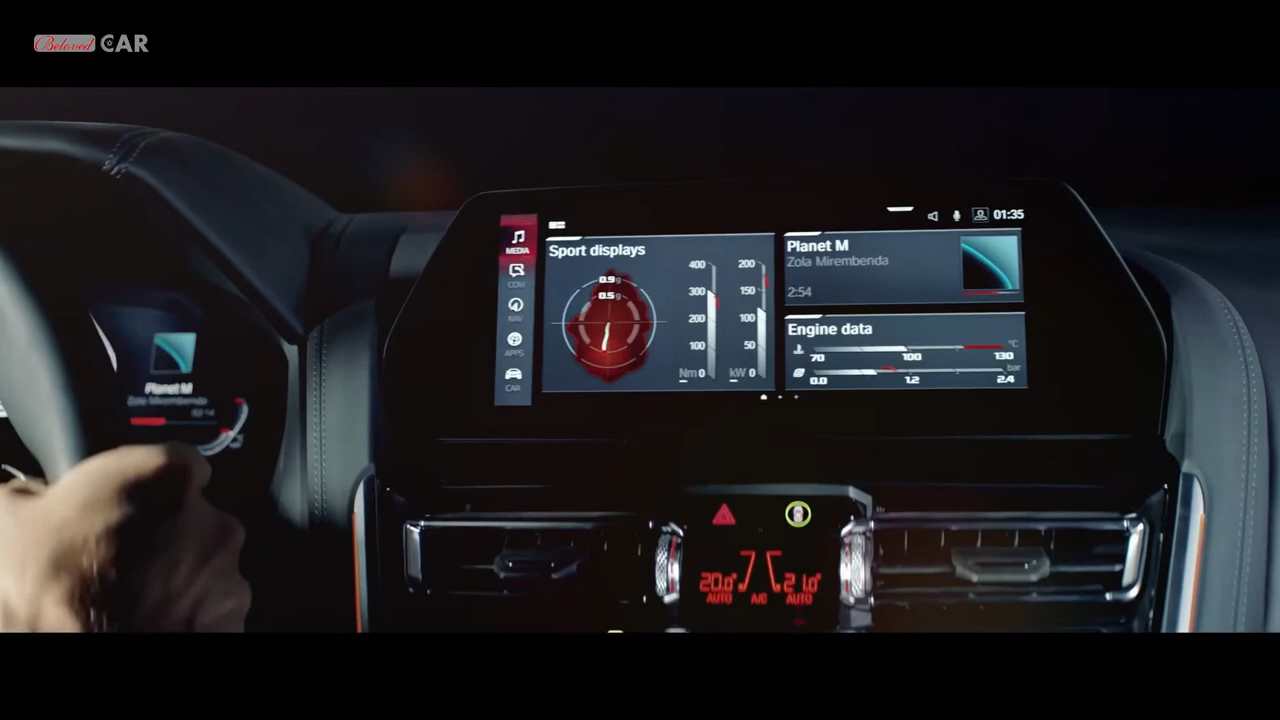 Beloved CAR
01:35
MEDIA
COM
NAV
APPS
CAR
Sport displays
0.9g
0.5g
400
300
200
100
Nm 0
200
150
100
50
kW 0
Planet M
Zola Mirembenda
2:54
Engine data
°C
70 100 130
bar
0.0 1.2 2.4
Planet M
Zola Mirembenda
20.0° 21.0°
AUTO A/C AUTO